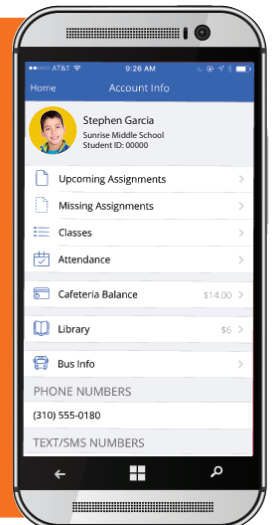 AT&T 9:26 AM
Home Account Info
Stephen Garcia
Sunrise Middle School
Student ID: 00000
Upcoming Assignments
Missing Assignments
Classes
Attendance
Cafeteria Balance $14.00
Library $6
Bus Info
PHONE NUMBERS
(310) 555-0180
TEXT/SMS NUMBERS